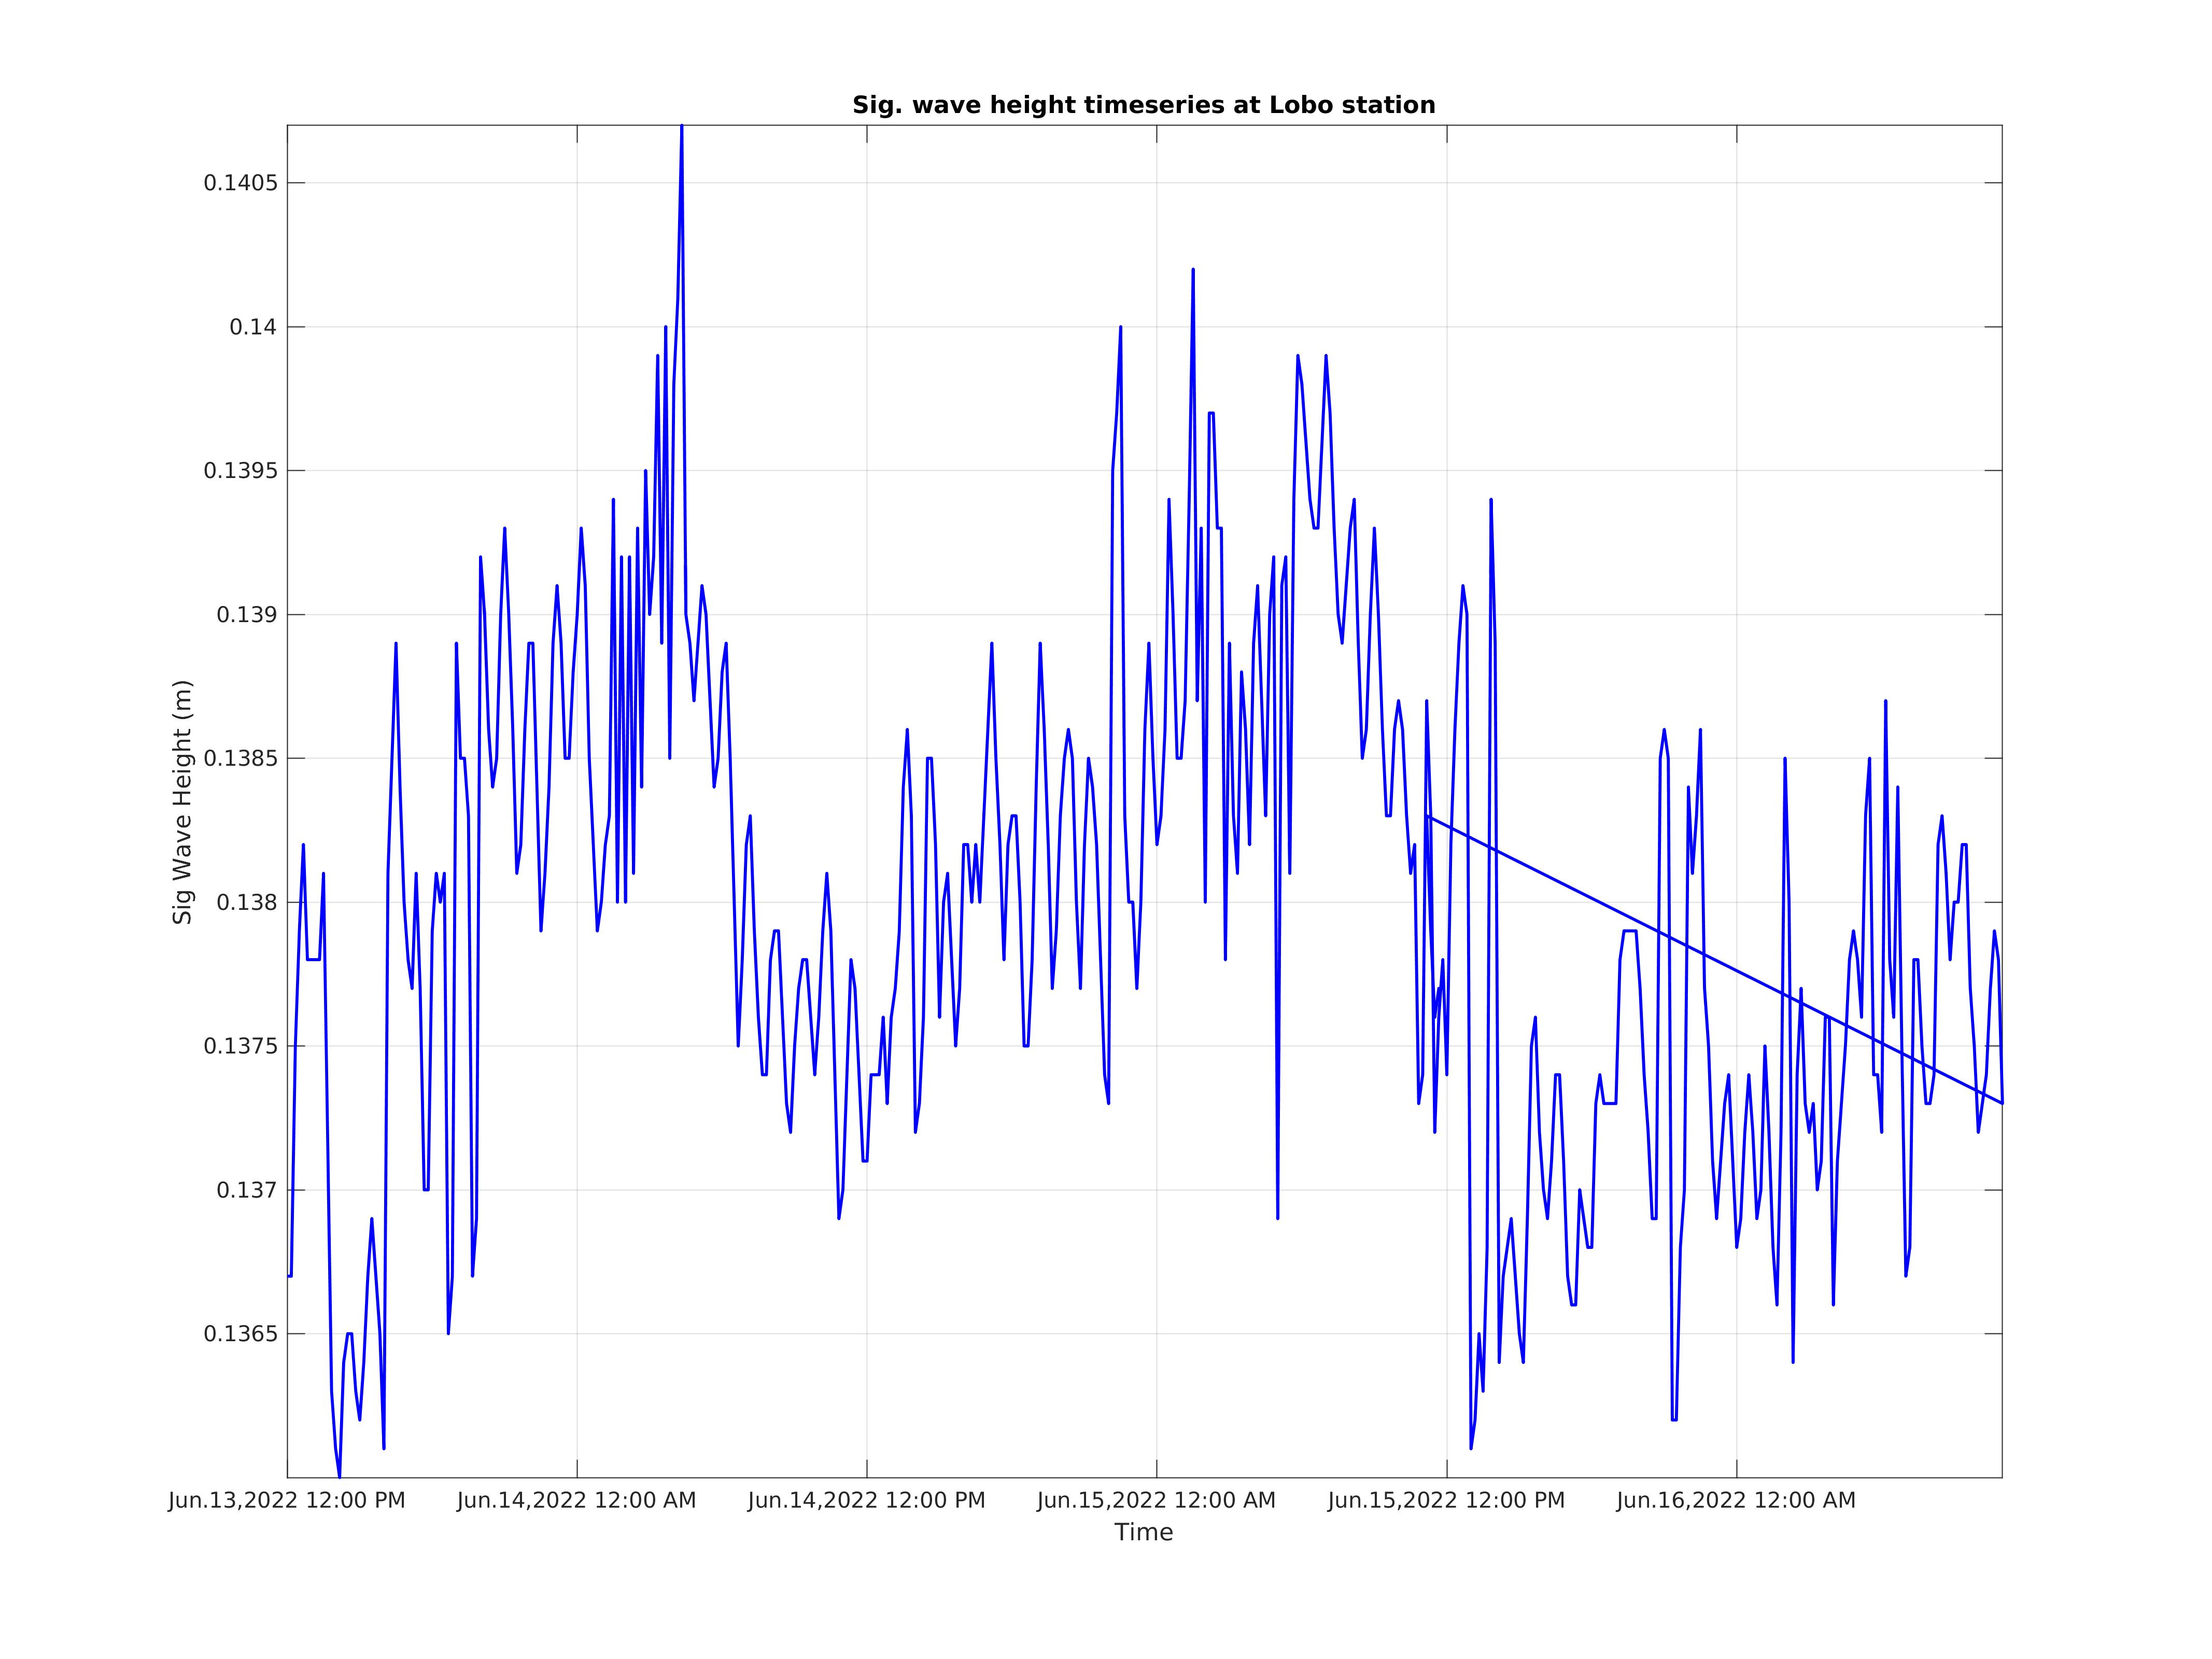 Sig. wave height timeseries at Lobo station
0.1405
0.14
0.1395
0.139
0.1385
0.138
0.1375
0.137
0.1365
Sig Wave Height (m)
Jun.13,2022 12:00 PM
Jun.14,2022 12:00 AM
Jun.14,2022 12:00 PM
Jun.15,2022 12:00 AM
Jun.15,2022 12:00 PM
Jun.16,2022 12:00 AM
Time